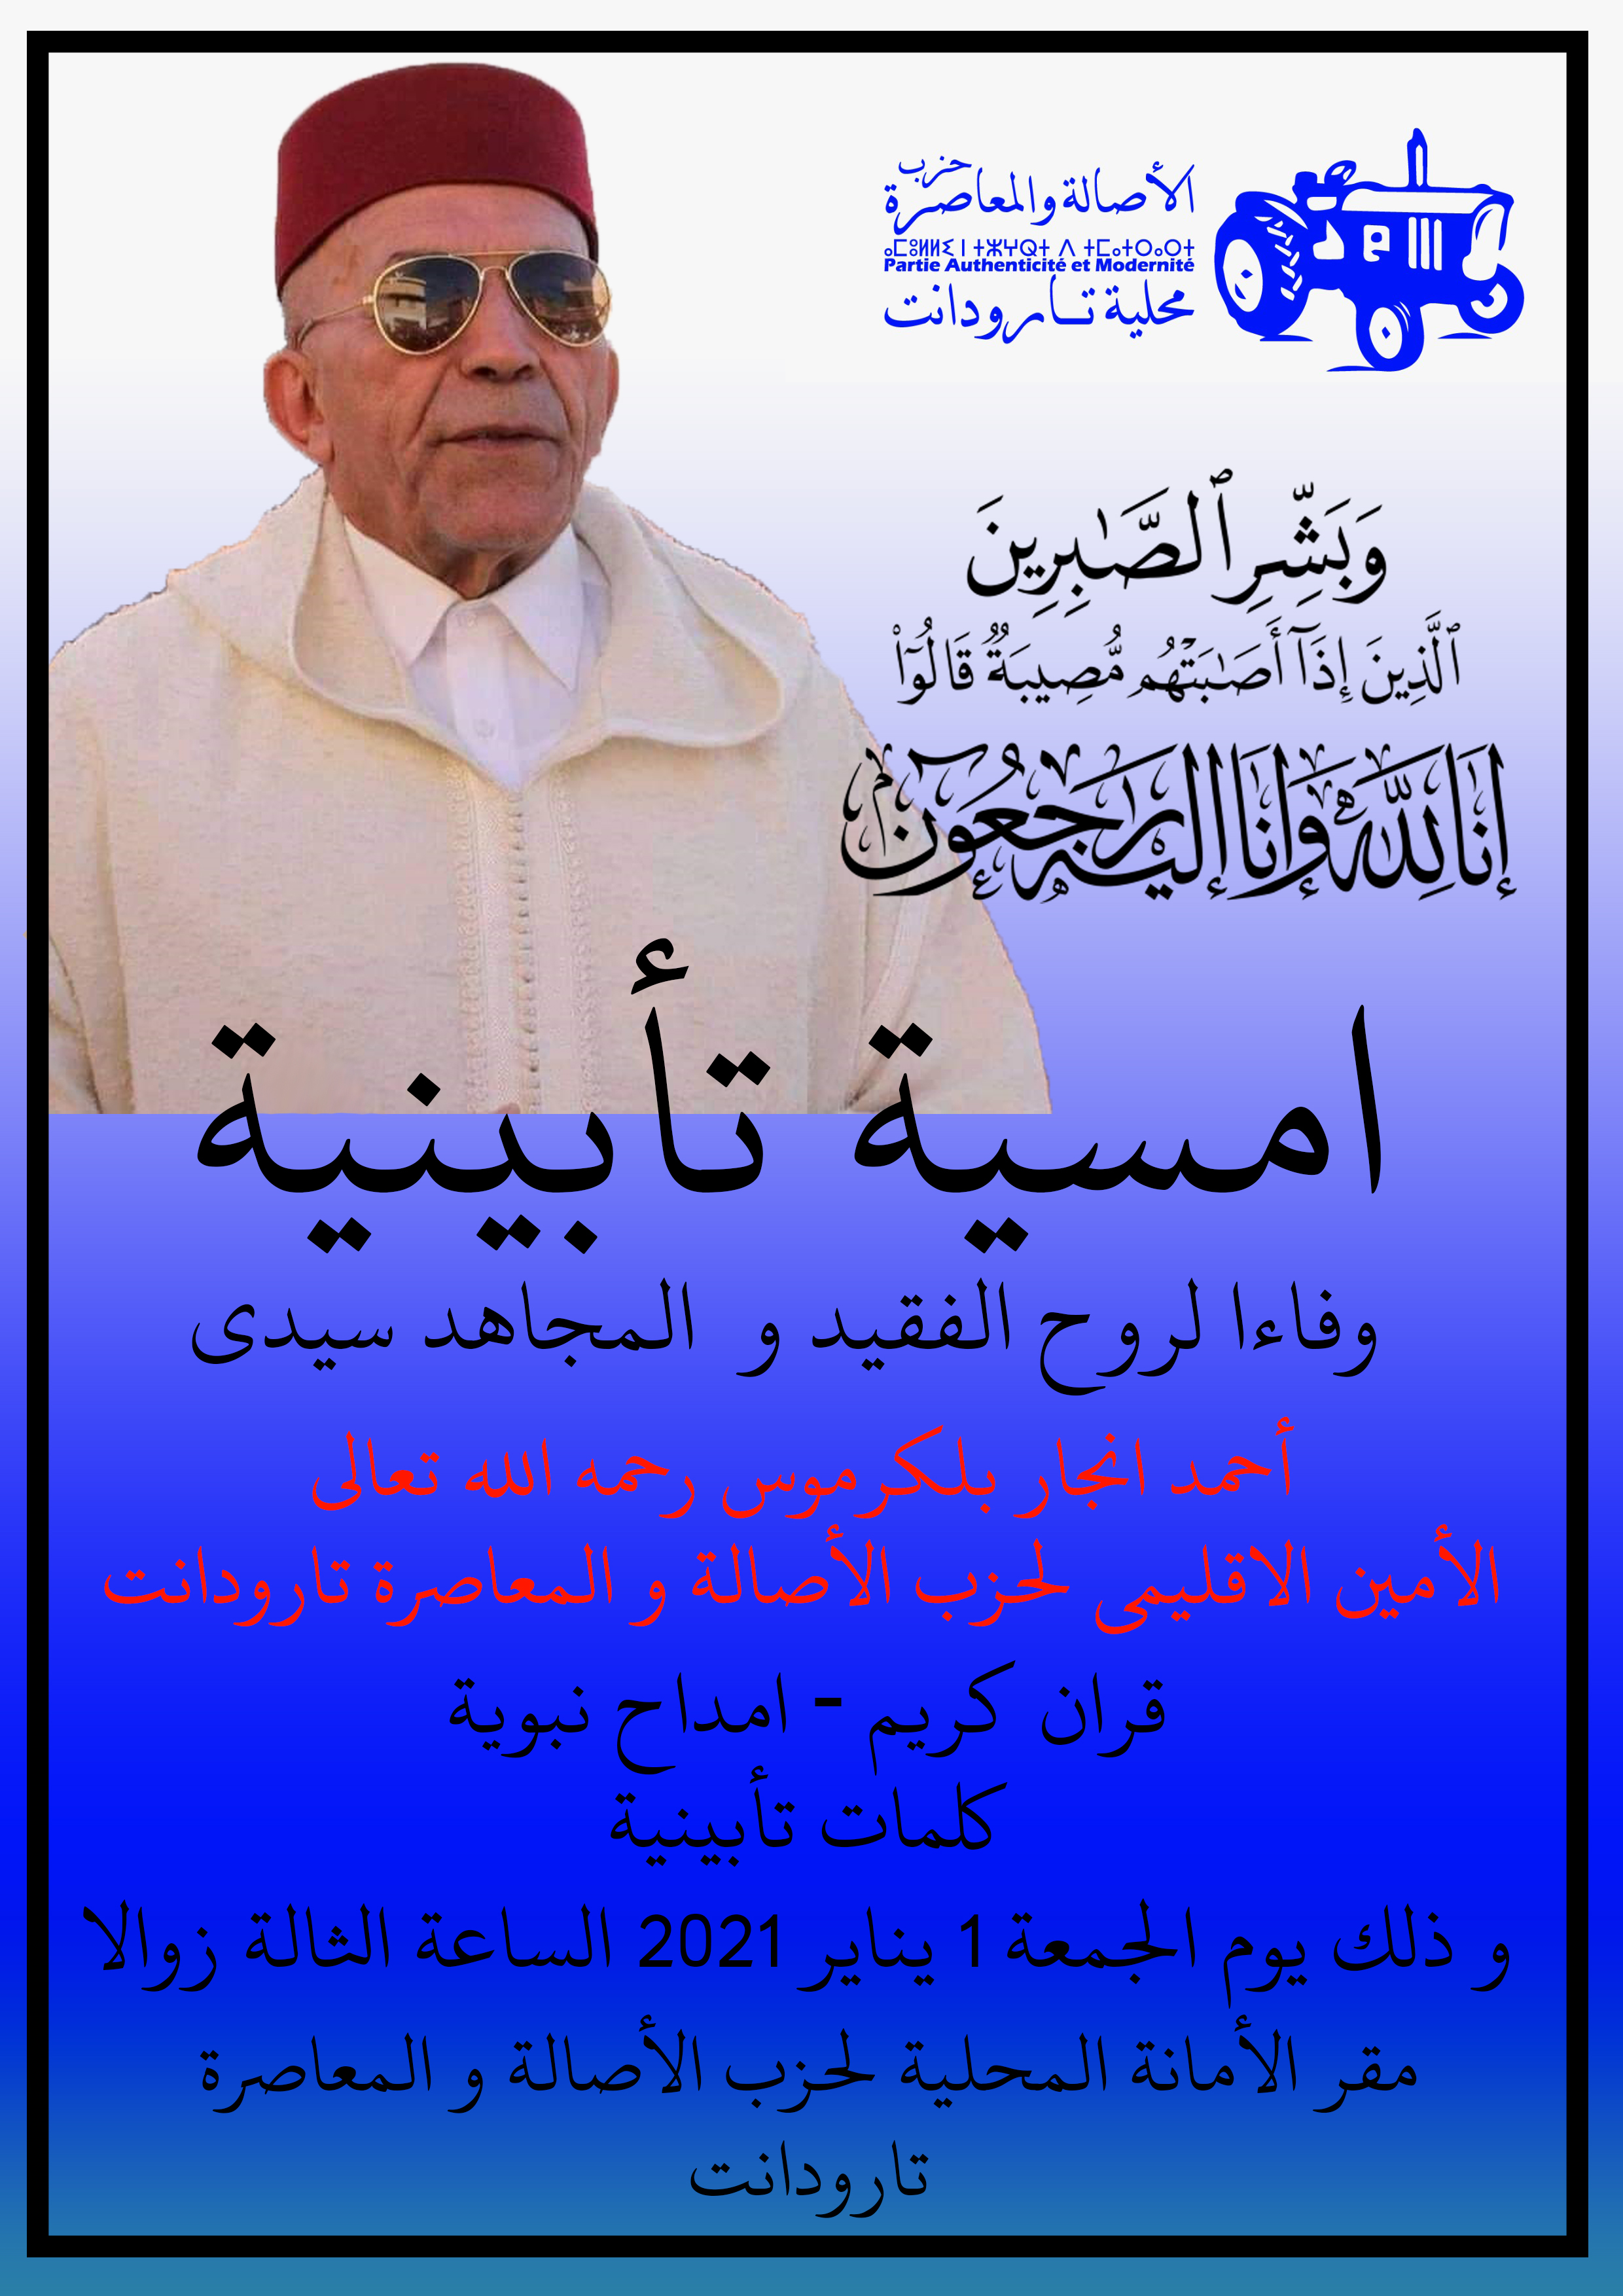 حزب
الأصالة والمعاصرة
ⴰⵎⵓⵍⵍⵉ ⵏ ⵜⵥⵖⵕⵜ ⴷ ⵜⵎⴰⵜⵔⴰⵔⵜ
Partie Authenticité et Modernité
محلية تارودانت
وَبَشِّرِ ٱلصَّٰبِرِينَ
ٱلَّذِينَ إِذَآ أَصَٰبَتْهُم مُّصِيبَةٌ قَالُوٓا۟
إنا لله وإنا إليه راجعون
امسية تأبينية
وفاءا لروح الفقيد و المجاهد سيدى
أحمد انجار بلكرموس رحمه الله تعالى
الأمين الاقليمى لحزب الأصالة و المعاصرة تارودانت
قران كريم - امداح نبوية
كلمات تأبينية
و ذلك يوم الجمعة 1 يناير 2021 الساعة الثالة زوالا
مقر الأمانة المحلية لحزب الأصالة و المعاصرة
تارودانت